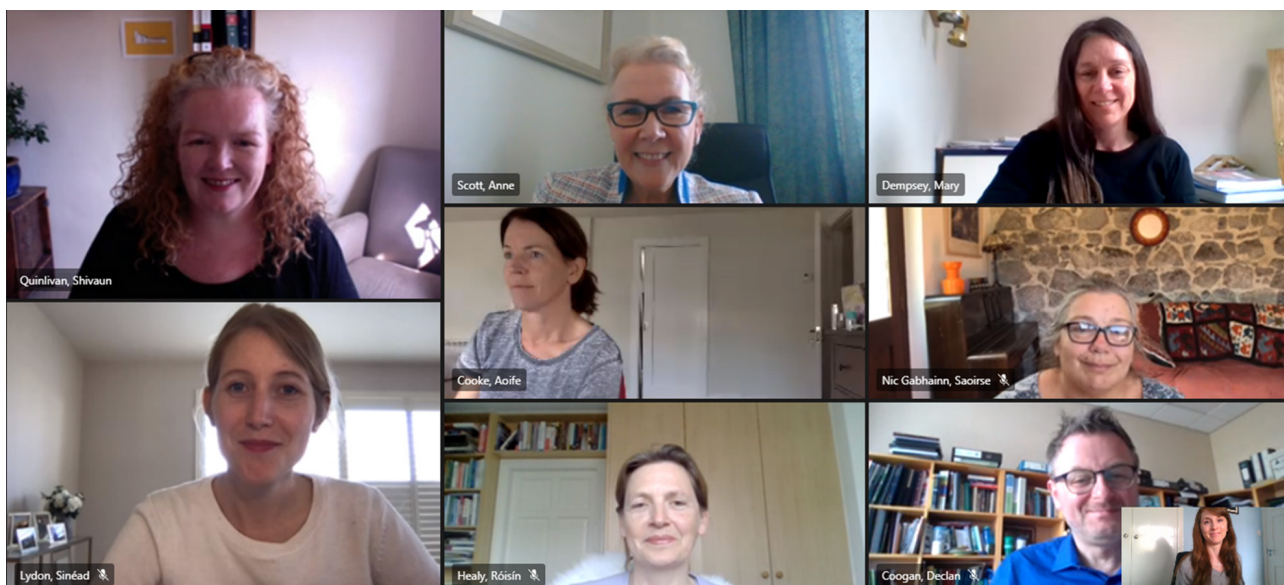 Quinlivan, Shivaun
Scott, Anne
Dempsey, Mary
Cooke, Aoife
Nic Gabhainn, Saoirse
Lydon, Sinéad
Healy, Róisín
Coogan, Declan